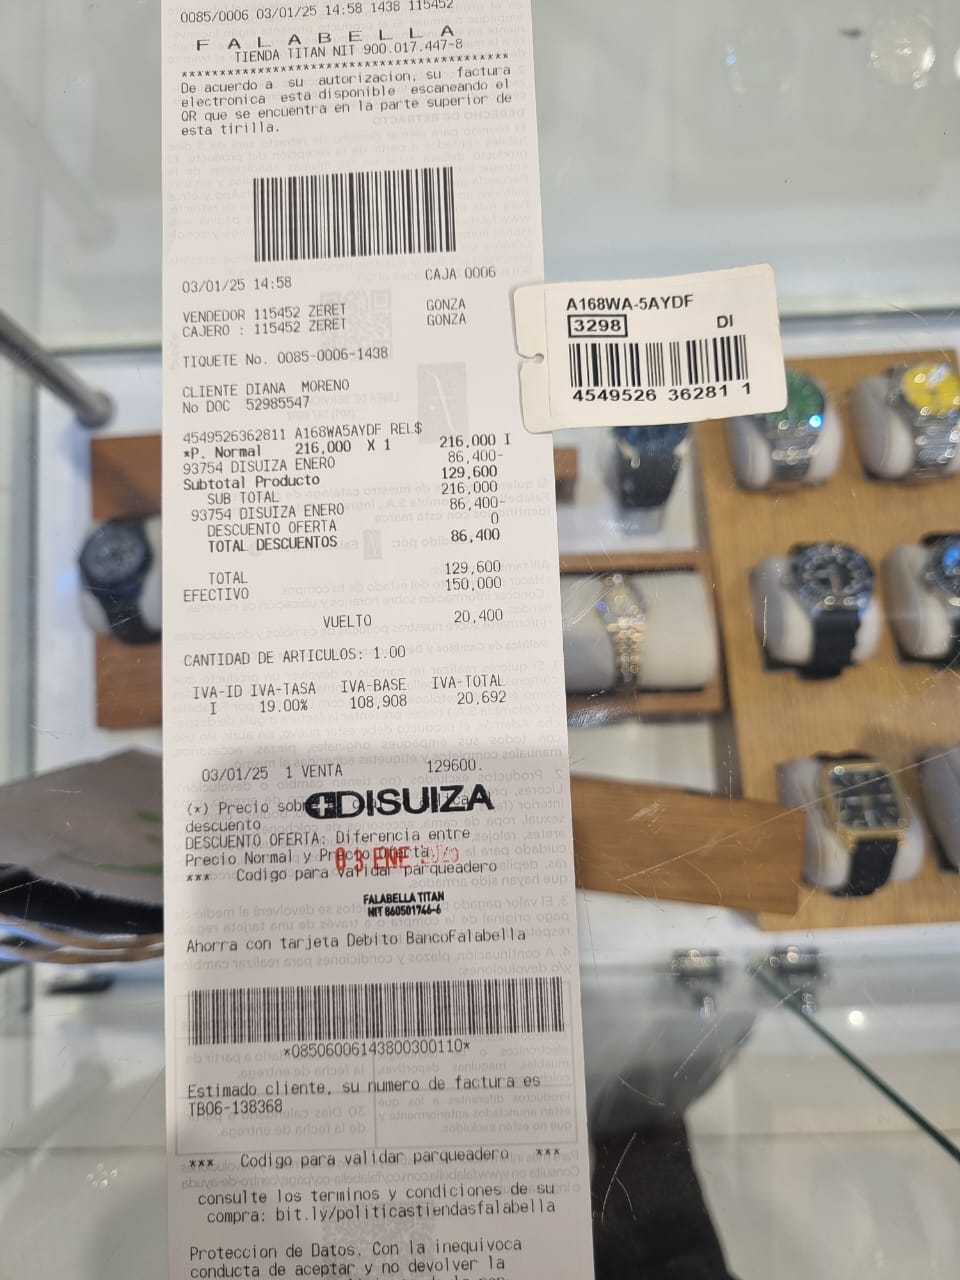 0085/0006 03/01/25 14:58 1438 115452
F A L A B E L L A
TIENDA TITAN NIT 900.017.447-8
****************************************
De acuerdo a su autorizacion, su factura
electronica esta disponible escaneando el
QR que se encuentra en la parte superior de
esta tirilla.
03/01/25 14:58 CAJA 0006
VENDEDOR 115452 ZERET GONZA
CAJERO : 115452 ZERET GONZA
TIQUETE No. 0085-0006-1438
CLIENTE DIANA MORENO
No DOC 52985547
4549526362811 A168WA5AYDF REL$ 216,000 I
*P. Normal 216,000 X 1 86,400-
93754 DISUIZA ENERO 129,600
Subtotal Producto 216,000
SUB TOTAL 86,400-
93754 DISUIZA ENERO 0
DESCUENTO OFERTA 86,400
TOTAL DESCUENTOS
TOTAL 129,600
EFECTIVO 150,000
VUELTO 20,400
CANTIDAD DE ARTICULOS: 1.00
IVA-ID IVA-TASA IVA-BASE IVA-TOTAL
I 19.00% 108,908 20,692
03/01/25 1 VENTA 129600.
(*) Precio
DISUIZA
descuento
DESCUENTO OFERTA: Diferencia entre
Precio Normal y Precio Oferta.
03 ENE
*** Codigo para validar parqueadero
FALABELLA TITAN
NIT 860501746-6
Ahorra con tarjeta Debito BancoFalabella
*08506006143800300110*
Estimado cliente, su numero de factura es
TB06-138368
*** Codigo para validar parqueadero ***
consulte los terminos y condiciones de su
compra: bit.ly/politicastiendasfalabella
Proteccion de Datos. Con la inequivoca
conducta de aceptar y no devolver la
A168WA-5AYDF
3298 DI
4549526 36281 1